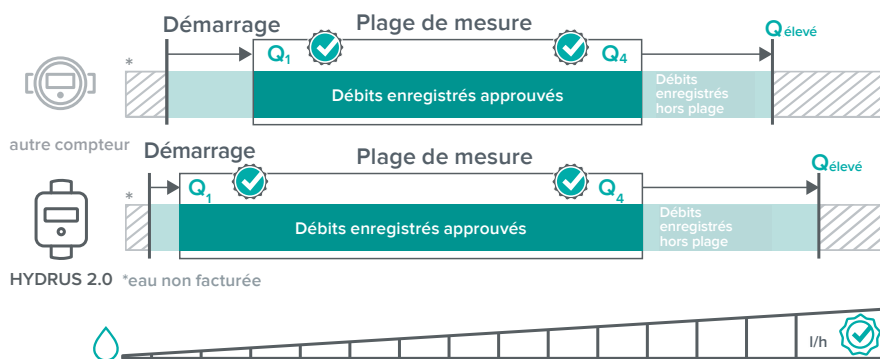 Démarrage
Plage de mesure
Qélevé
Q1
Q4
*
Débits enregistrés approuvés
Débits
enregistrés
hors plage
autre compteur
Démarrage
Plage de mesure
Qélevé
Q1
Q4
*
Débits enregistrés approuvés
Débits
enregistrés
hors plage
HYDRUS 2.0 *eau non facturée
l/h